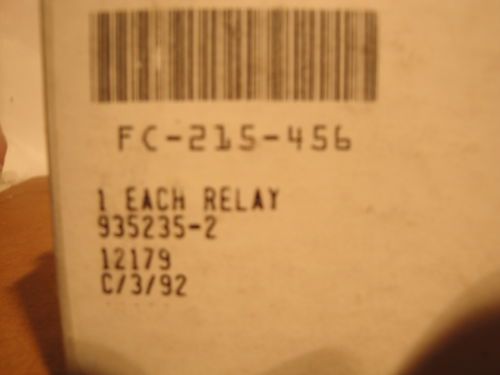 FC-215-456
1 EACH RELAY
935235-2
12179
C/3/92